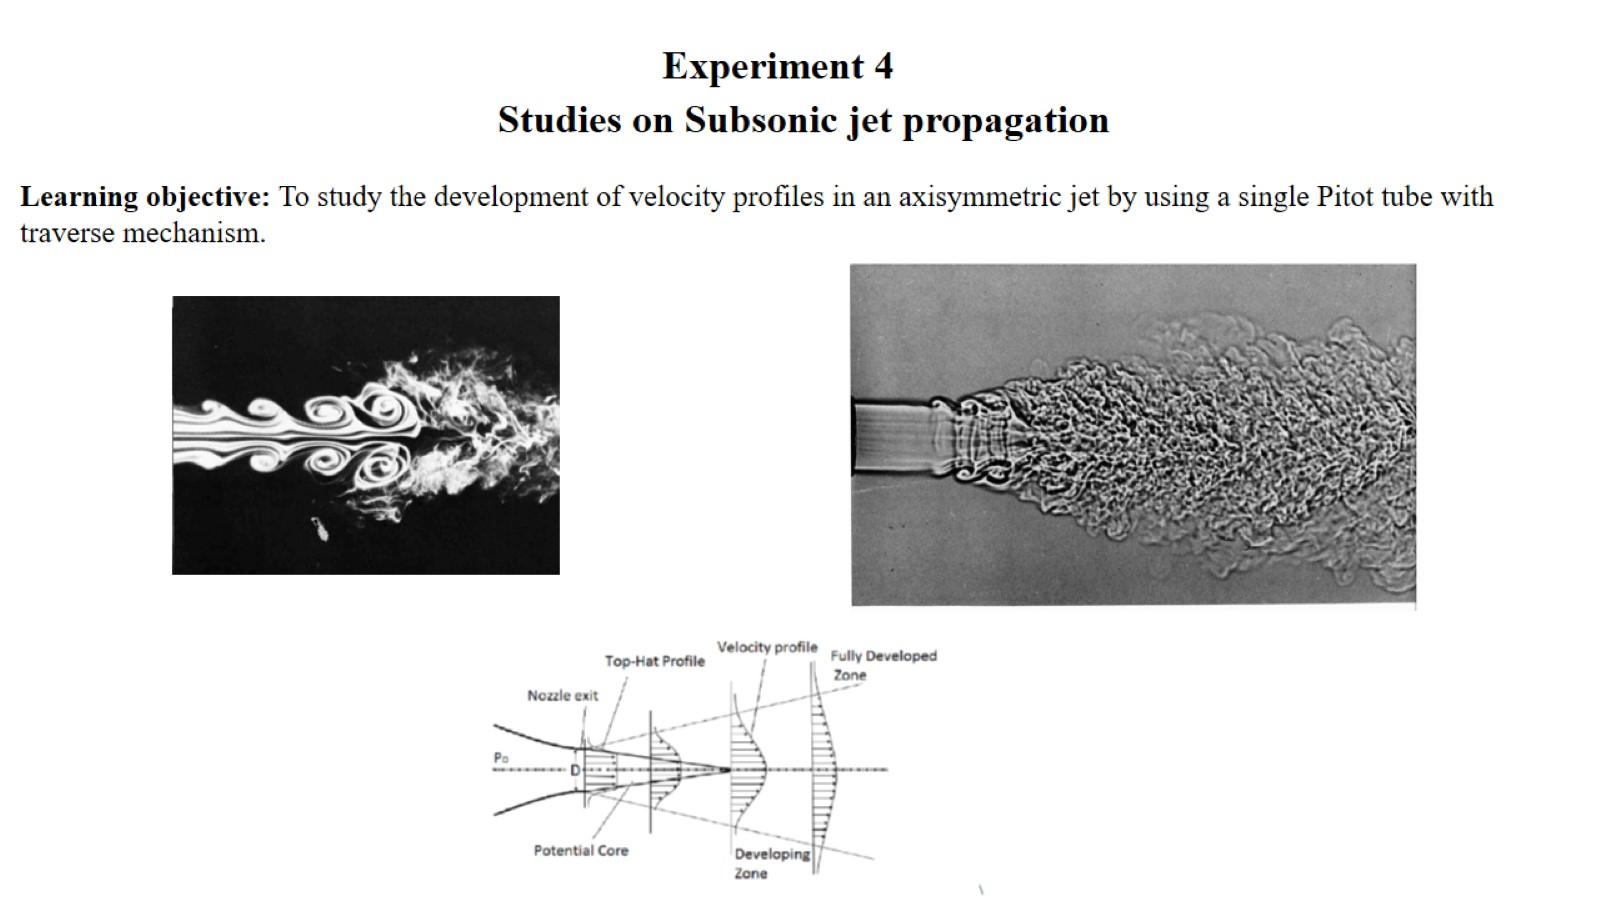 Experiment 4
Studies on Subsonic jet propagation
Learning objective: To study the development of velocity profiles in an axisymmetric jet by using a single Pitot tube with
traverse mechanism.
Velocity profile
Top-Hat Profile
Fully Developed
Zone
Nozzle exit
P₀
D
Potential Core
Developing
Zone